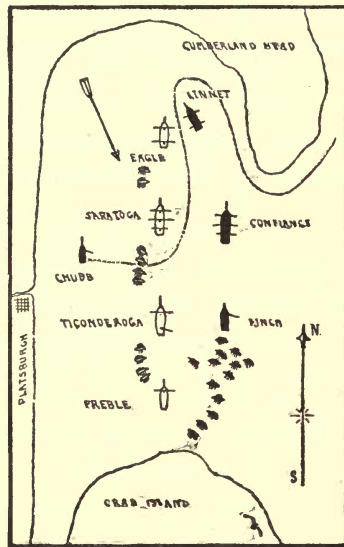 CUMBERLAND HEAD
LINNET
EAGLE
SARATOGA
CONFIANCE
CHUBB
TICONDEROGA
FINCH
PLATSBURGH
PREBLE
N.
S
CRAB ISLAND